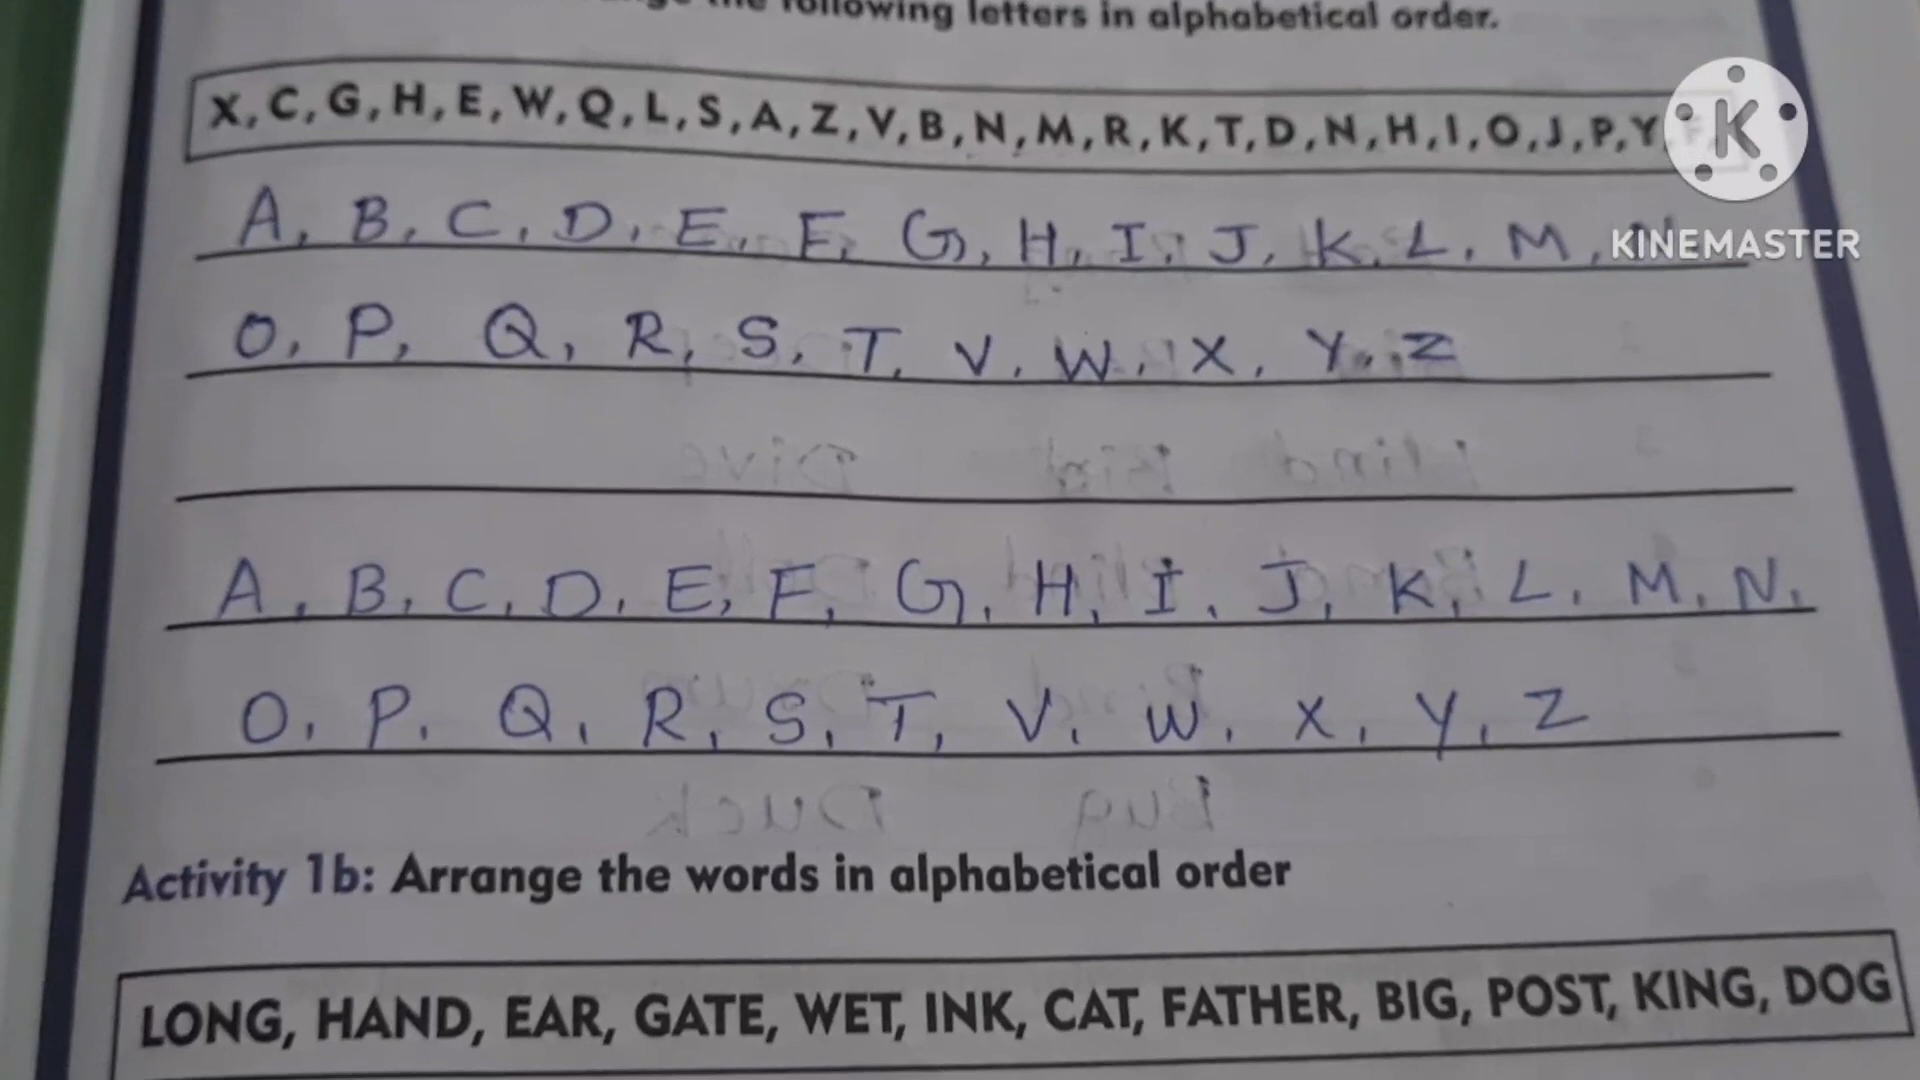 the following letters in alphabetical order.
X, C, G, H, E, W, Q, L, S, A, Z, V, B, N, M, R, K, T, D, N, H, I, O, J, P, Y
K
KINEMASTER
A, B, C, D, E, F, G, H, I, J, K, L, M,
O, P, Q, R, S, T, V, W, X, Y, Z
A, B, C, D, E, F, G, H, I, J, K, L, M, N,
O, P, Q, R, S, T, V, W, X, Y, Z
Activity 1b: Arrange the words in alphabetical order
LONG, HAND, EAR, GATE, WET, INK, CAT, FATHER, BIG, POST, KING, DOG